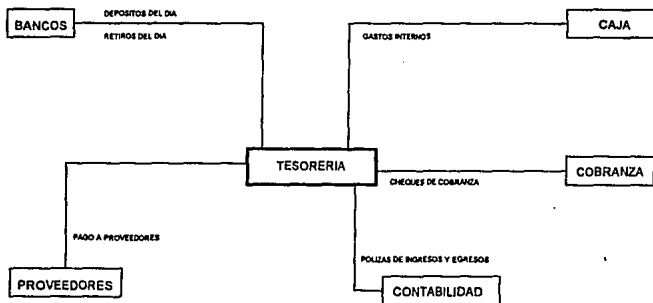 DEPOSITOS DEL DIA
BANCOS
RETIROS DEL DIA
GASTOS INTERNOS
CAJA
TESORERIA
CHEQUES DE COBRANZA
COBRANZA
PAGO A PROVEEDORES
POLIZAS DE INGRESOS Y EGRESOS
PROVEEDORES
CONTABILIDAD